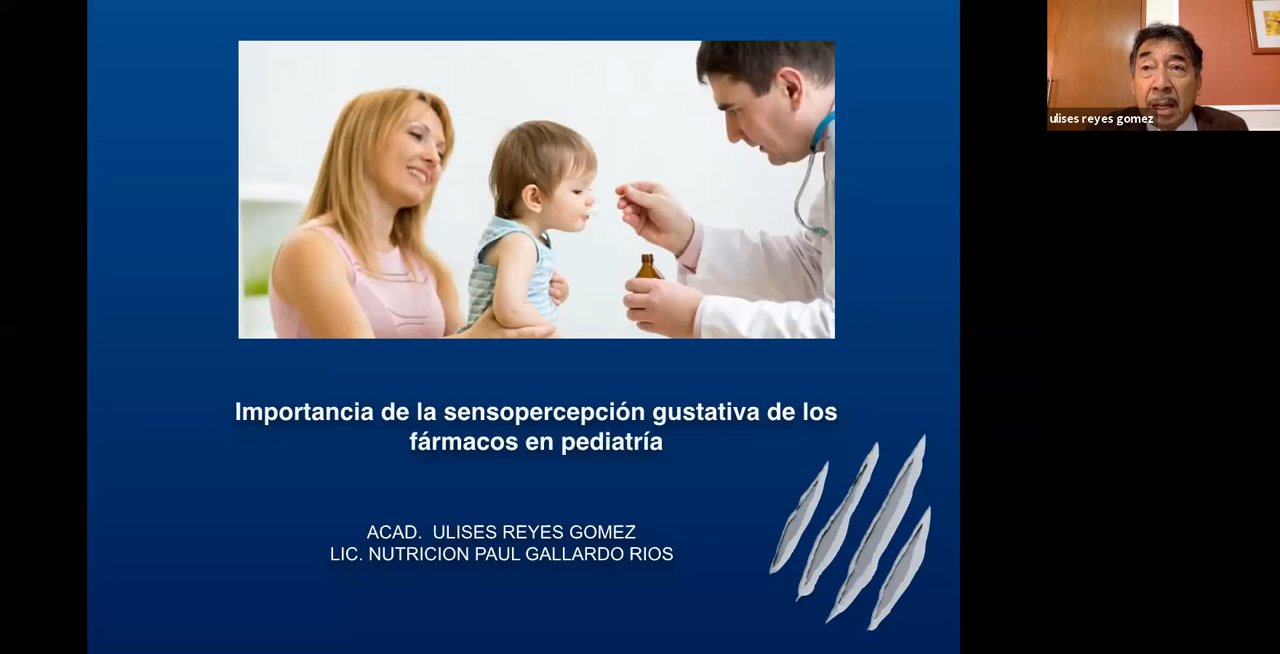 ulises reyes gomez
Importancia de la sensopercepción gustativa de los
fármacos en pediatría
ACAD.  ULISES REYES GOMEZ
LIC. NUTRICION PAUL GALLARDO RIOS